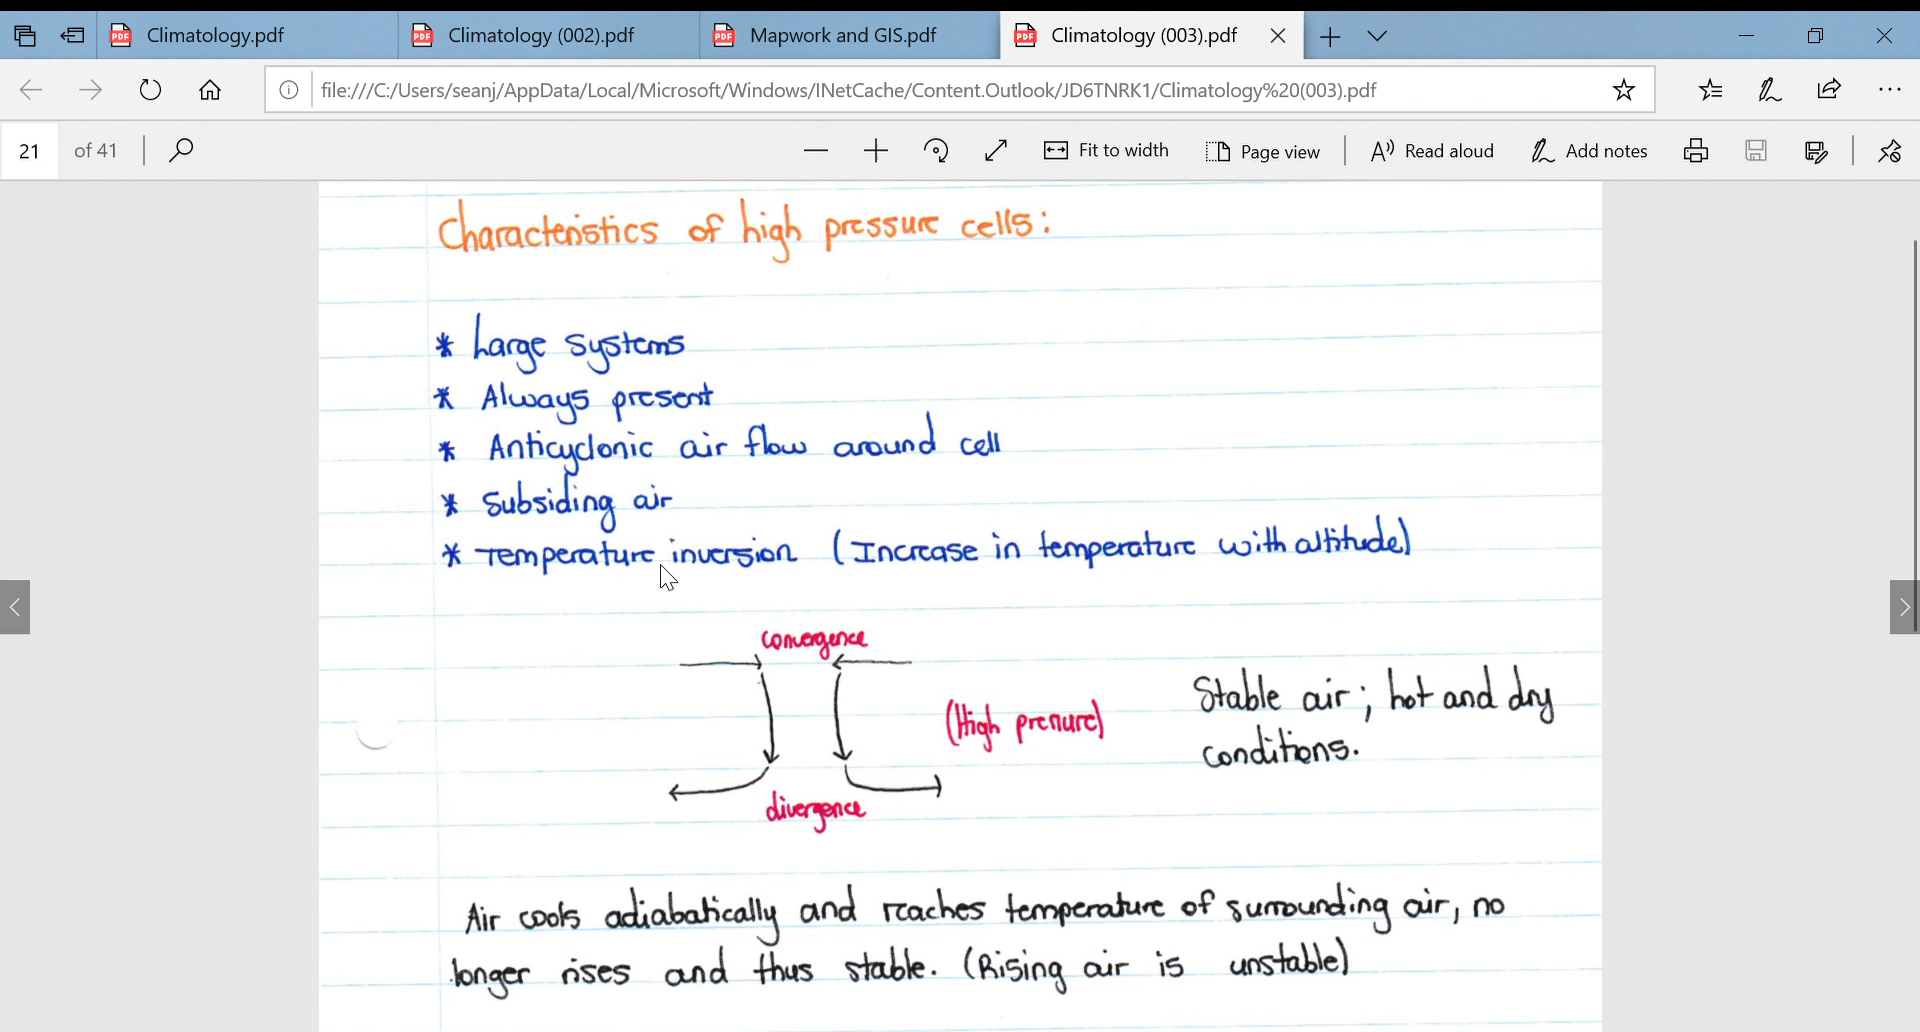 Climatology.pdf
Climatology (002).pdf
Mapwork and GIS.pdf
Climatology (003).pdf
file:///C:/Users/seanj/AppData/Local/Microsoft/Windows/INetCache/Content.Outlook/JD6TNRK1/Climatology%20(003).pdf
21 of 41
Fit to width
Page view
Read aloud
Add notes
Characteristics of high pressure cells:
* Large systems
* Always present
* Anticyclonic air flow around cell
* Subsiding air
* Temperature inversion (Increase in temperature with altitude)
convergence
(High pressure)
Stable air; hot and dry
conditions.
divergence
Air cools adiabatically and reaches temperature of surrounding air, no
longer rises and thus stable. (Rising air is unstable)